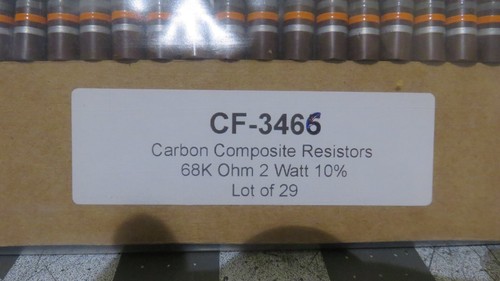 CF-3466
Carbon Composite Resistors
68K Ohm 2 Watt 10%
Lot of 29